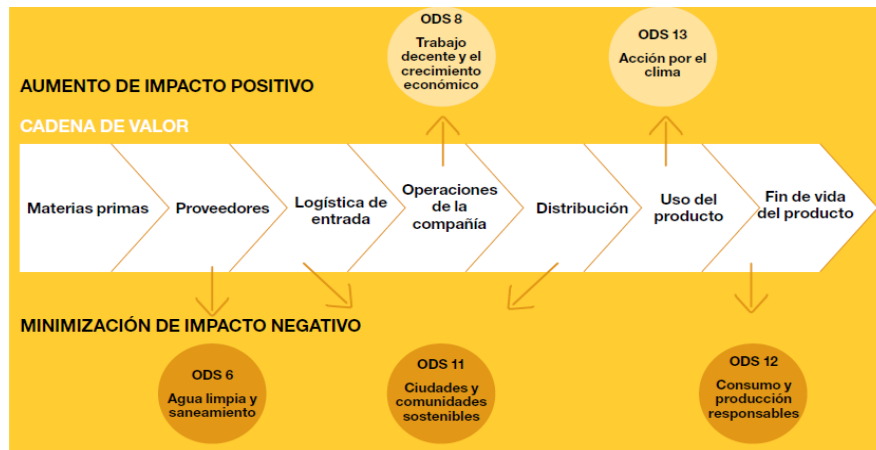 ODS 8
Trabajo
decente y el
crecimiento
económico
ODS 13
Acción por el
clima
AUMENTO DE IMPACTO POSITIVO
CADENA DE VALOR
Materias primas
Proveedores
Logística de
entrada
Operaciones
de la
compañía
Distribución
Uso del
producto
Fin de vida
del producto
MINIMIZACIÓN DE IMPACTO NEGATIVO
ODS 6
Agua limpia y
saneamiento
ODS 11
Ciudades y
comunidades
sostenibles
ODS 12
Consumo y
producción
responsables